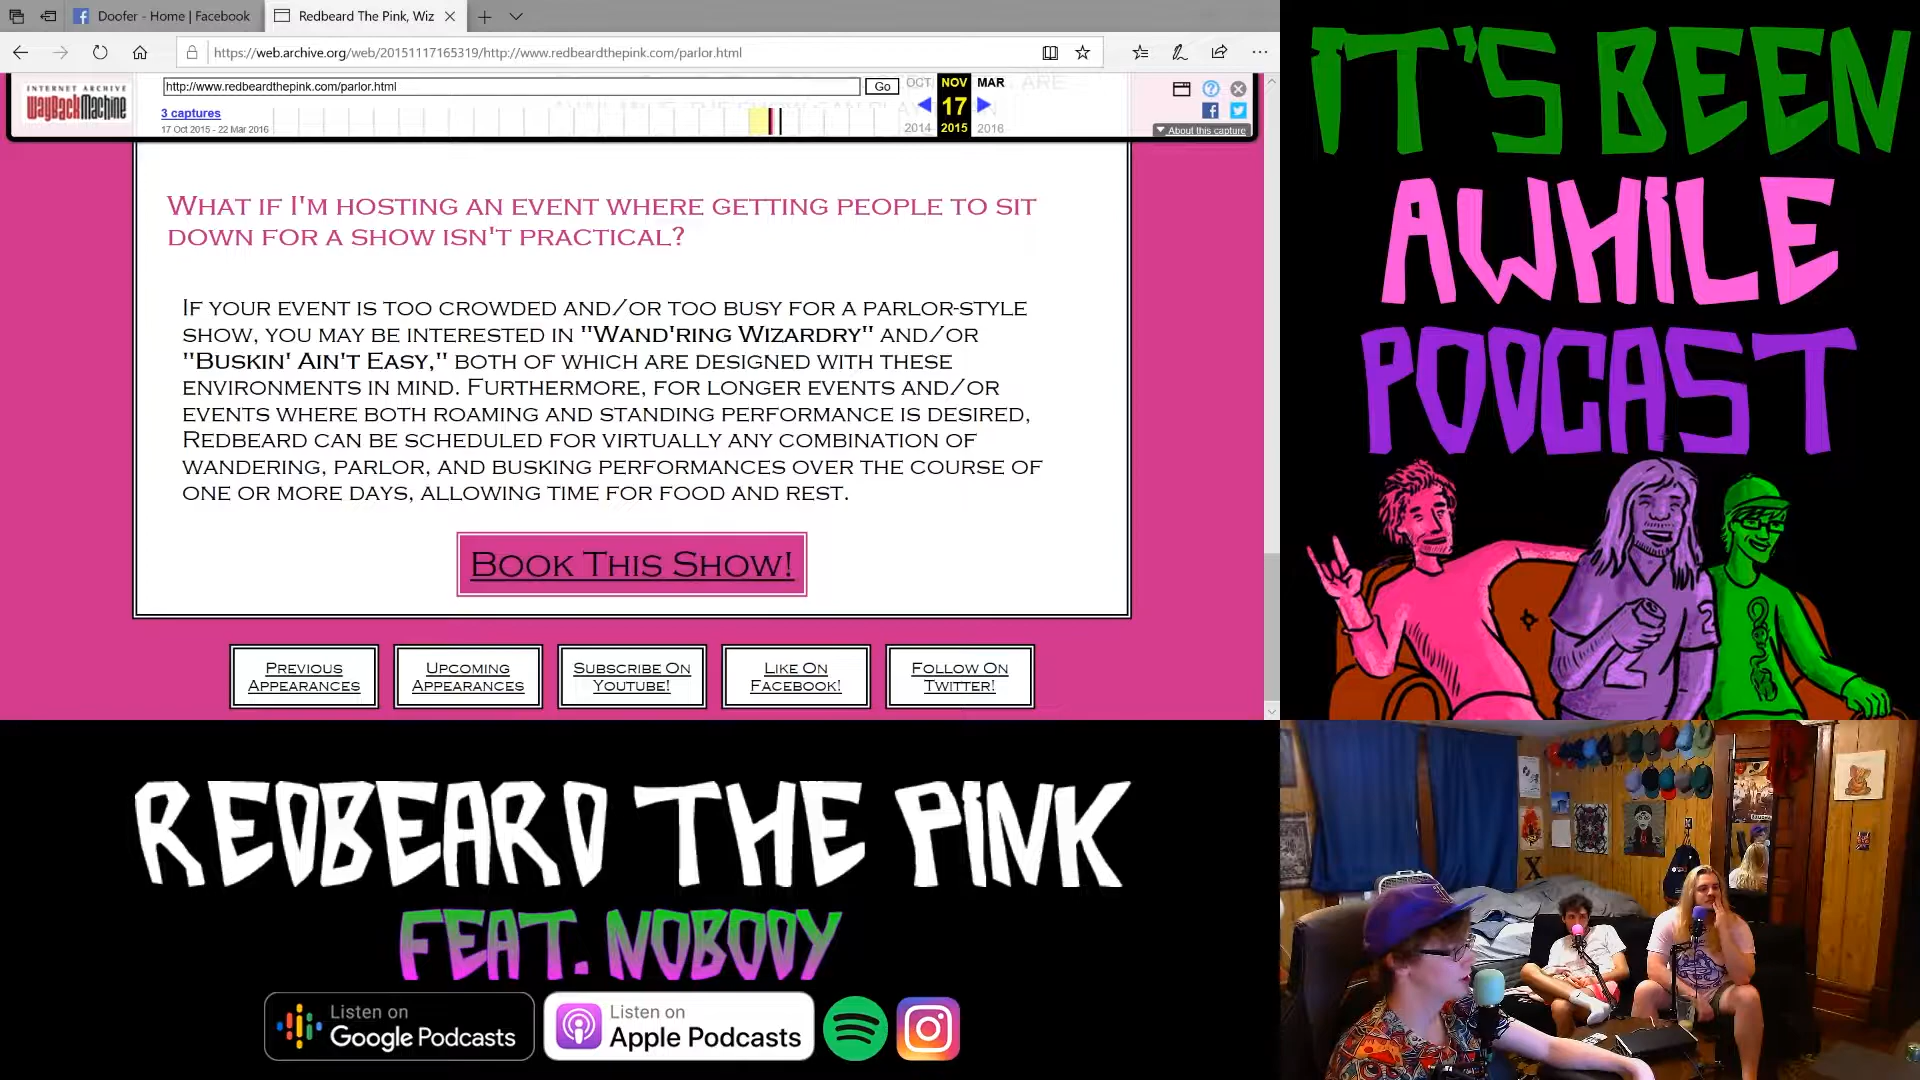 Doofer - Home | Facebook
Redbeard The Pink, Wiz
https://web.archive.org/web/20151117165319/http://www.redbeardthepink.com/parlor.html
INTERNET ARCHIVE
WayBackMachine
http://www.redbeardthepink.com/parlor.html
Go
OCT NOV MAR
3 captures
17
17 Oct 2015 - 22 Mar 2016
2014 2015 2016
About this capture
What if I'm hosting an event where getting people to sit
down for a show isn't practical?
If your event is too crowded and/or too busy for a parlor-style
show, you may be interested in "Wand'ring Wizardry" and/or
"Buskin' Ain't Easy," both of which are designed with these
environments in mind. Furthermore, for longer events and/or
events where both roaming and standing performance is desired,
Redbeard can be scheduled for virtually any combination of
wandering, parlor, and busking performances over the course of
one or more days, allowing time for food and rest.
Book This Show!
Previous
Appearances
Upcoming
Appearances
Subscribe On
Youtube!
Like On
Facebook!
Follow On
Twitter!
IT'S BEEN
AWHILE
PODCAST
REDBEARD THE PINK
FEAT. NOBODY
Listen on
Google Podcasts
Listen on
Apple Podcasts